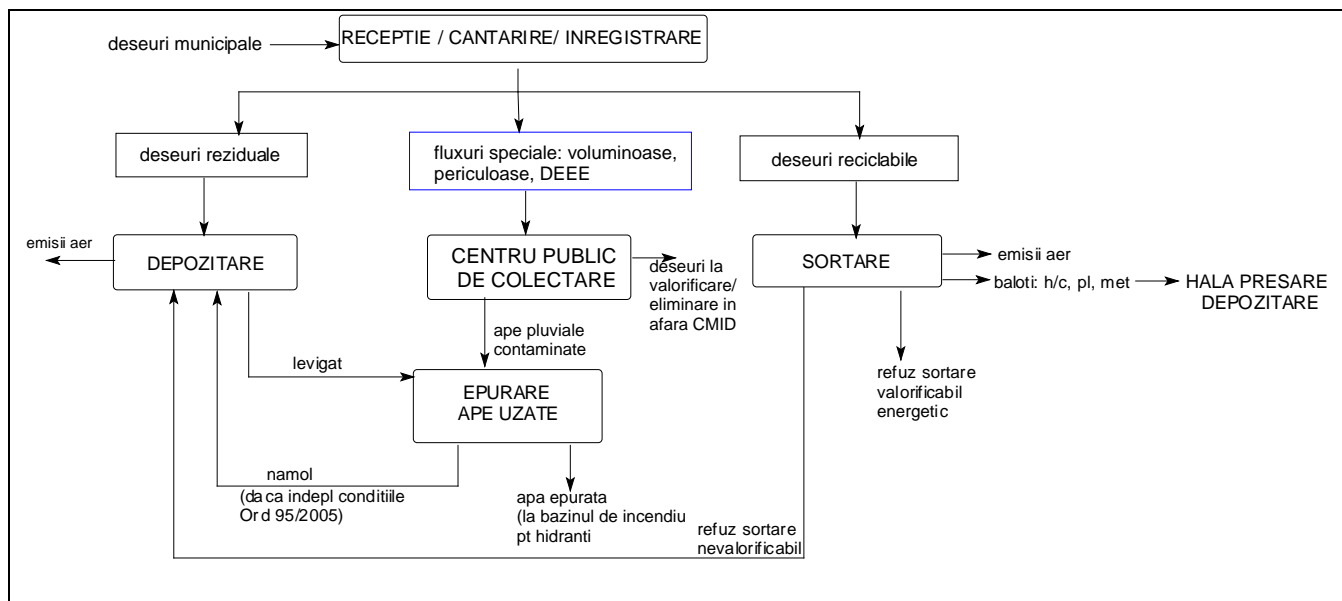 deseuri municipale
RECEPTIE / CANTARIRE/ INREGISTRARE
deseuri reziduale
fluxuri speciale: voluminoase,
periculoase, DEEE
deseuri reciclabile
emisii aer
DEPOZITARE
CENTRU PUBLIC
DE COLECTARE
deseuri la
valorificare/
eliminare in
afara CMID
SORTARE
emisii aer
baloti: h/c, pl, met
HALA PRESARE
DEPOZITARE
ape pluviale
contaminate
levigat
EPURARE
APE UZATE
refuz sortare
valorificabil
energetic
namol
(daca indepl conditiile
Ord 95/2005)
apa epurata
(la bazinul de incendiu
pt hidranti
refuz sortare
nevalorificabil